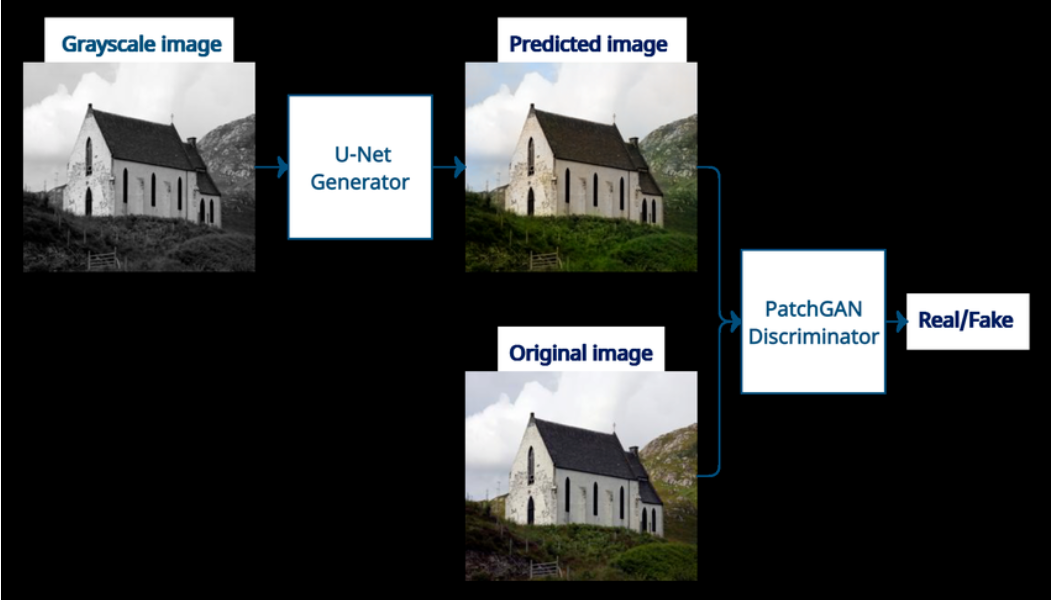 Grayscale image
Predicted image
U-Net
Generator
PatchGAN
Discriminator
Real/Fake
Original image